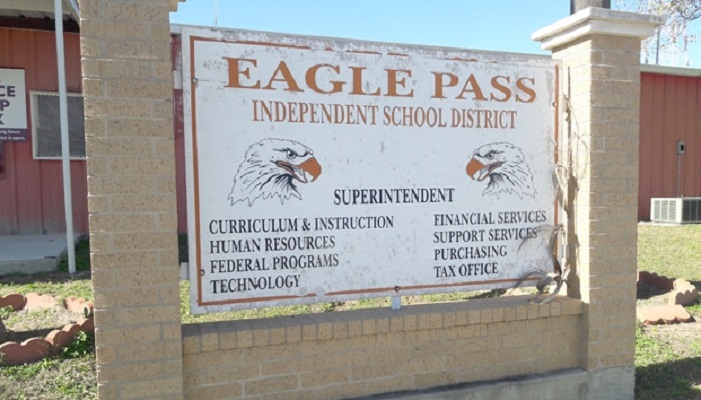 EAGLE PASS
INDEPENDENT SCHOOL DISTRICT
SUPERINTENDENT
CURRICULUM & INSTRUCTION
HUMAN RESOURCES
FEDERAL PROGRAMS
TECHNOLOGY
FINANCIAL SERVICES
SUPPORT SERVICES
PURCHASING
TAX OFFICE